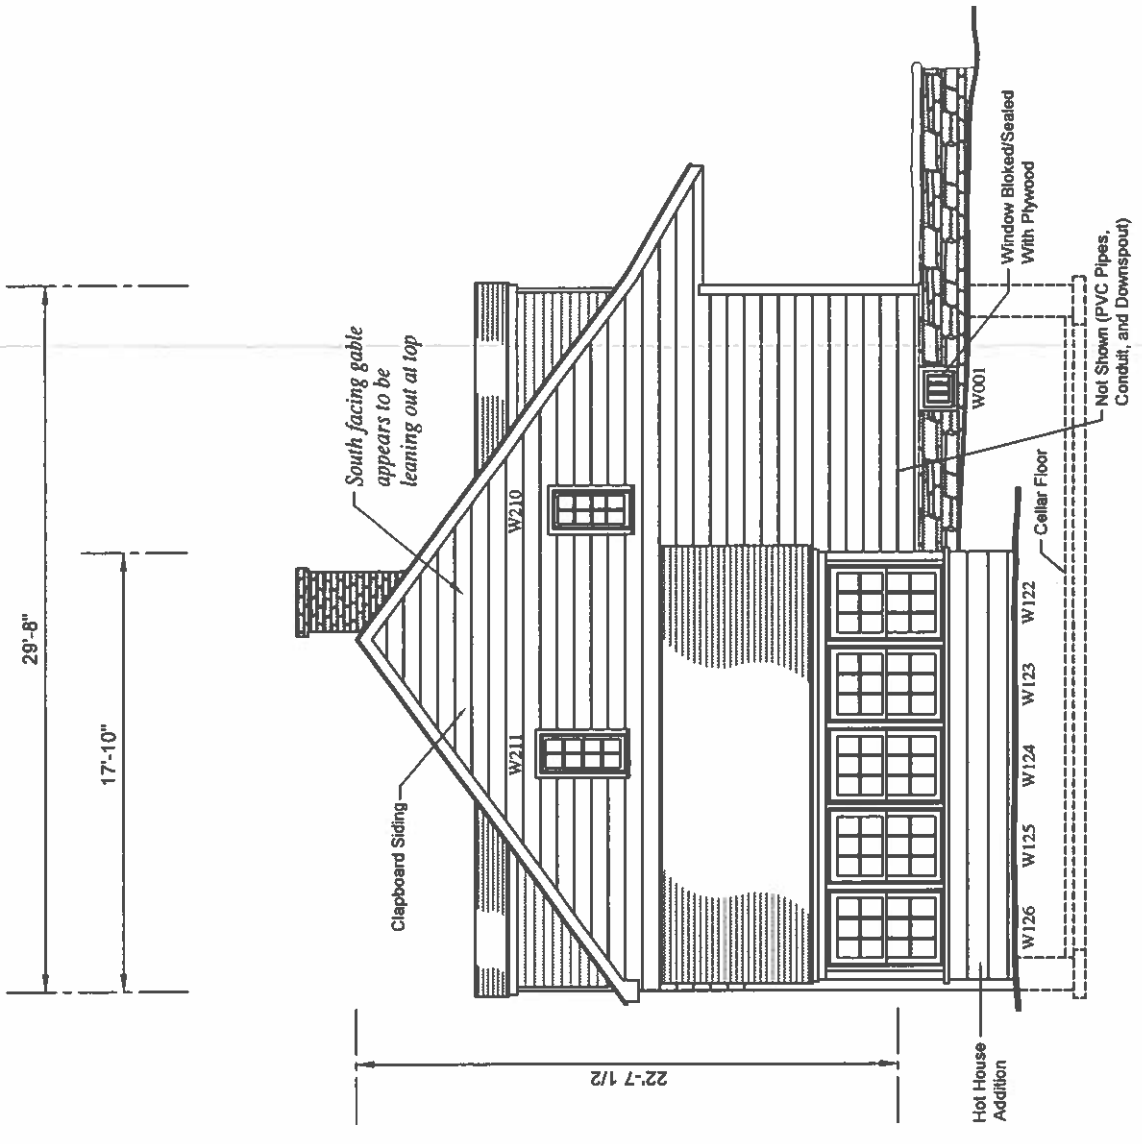 29'-8"
17'-10"
South facing gable
appears to be
leaning out at top
Clapboard Siding
W210
W211
22'-7 1/2
Window Bloked/Sealed
With Plywood
W001
Not Shown (PVC Pipes,
Conduit, and Downspout)
Cellar Floor
W126
W125
W124
W123
W122
Hot House
Addition